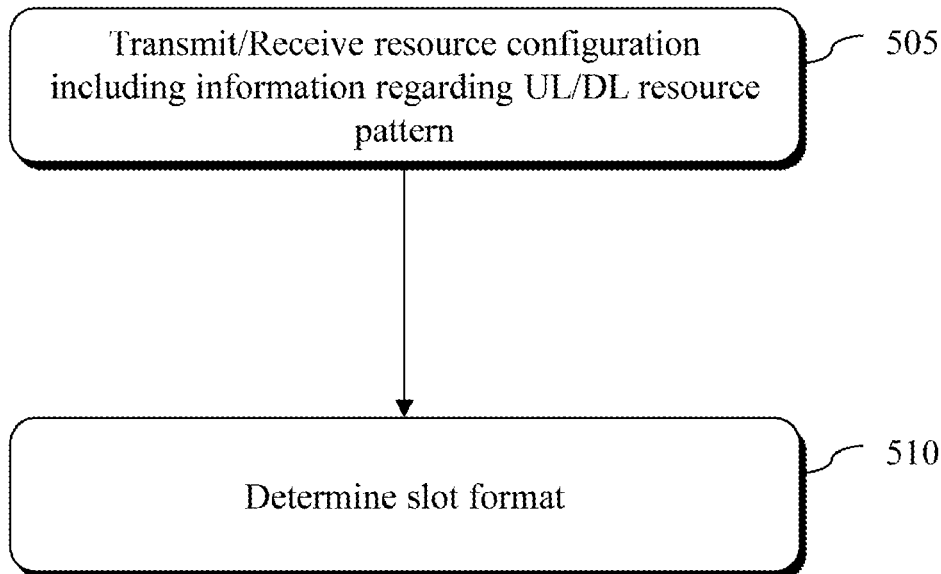 Transmit/Receive resource configuration
including information regarding UL/DL resource
pattern
505
Determine slot format
510